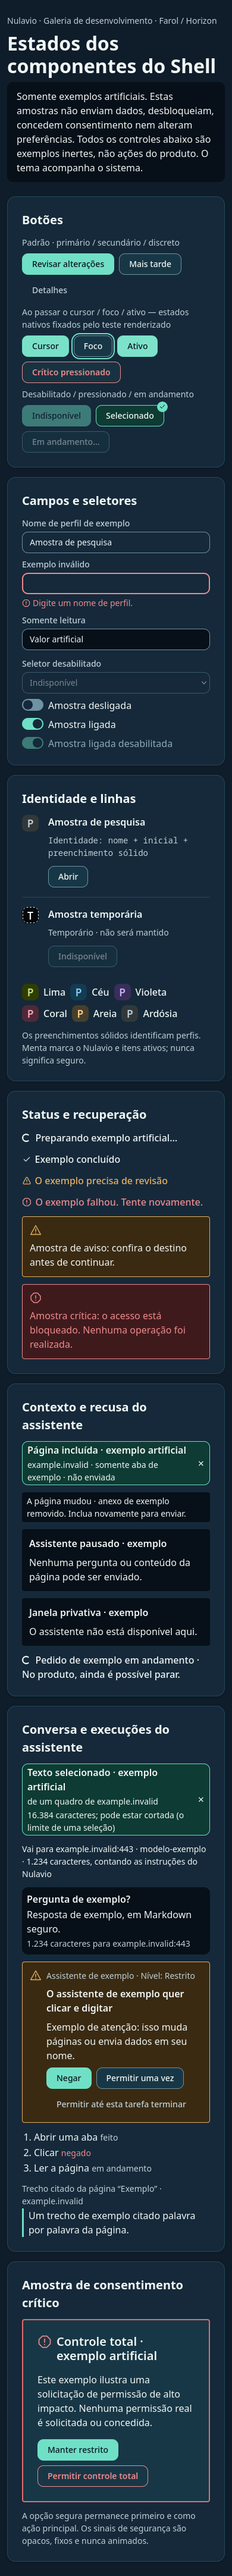 Nulavio · Galeria de desenvolvimento · Farol / Horizon
Estados dos
componentes do Shell
Somente exemplos artificiais. Estas
amostras não enviam dados, desbloqueiam,
concedem consentimento nem alteram
preferências. Todos os controles abaixo são
exemplos inertes, não ações do produto. O
tema acompanha o sistema.
Botões
Padrão · primário / secundário / discreto
Revisar alterações
Mais tarde
Detalhes
Ao passar o cursor / foco / ativo — estados
nativos fixados pelo teste renderizado
Cursor
Foco
Ativo
Crítico pressionado
Desabilitado / pressionado / em andamento
Indisponível
Selecionado
Em andamento...
Campos e seletores
Nome de perfil de exemplo
Amostra de pesquisa
Exemplo inválido
Digite um nome de perfil.
Somente leitura
Valor artificial
Seletor desabilitado
Indisponível
Amostra desligada
Amostra ligada
Amostra ligada desabilitada
Identidade e linhas
P
Amostra de pesquisa
Identidade: nome + inicial +
preenchimento sólido
Abrir
T
Amostra temporária
Temporário · não será mantido
Indisponível
P Lima P Céu P Violeta
P Coral P Areia P Ardósia
Os preenchimentos sólidos identificam perfis.
Menta marca o Nulavio e itens ativos; nunca
significa seguro.
Status e recuperação
Preparando exemplo artificial...
Exemplo concluído
O exemplo precisa de revisão
O exemplo falhou. Tente novamente.
Amostra de aviso: confira o destino
antes de continuar.
Amostra crítica: o acesso está
bloqueado. Nenhuma operação foi
realizada.
Contexto e recusa do
assistente
Página incluída · exemplo artificial
example.invalid · somente aba de
exemplo · não enviada
×
A página mudou · anexo de exemplo
removido. Inclua novamente para enviar.
Assistente pausado · exemplo
Nenhuma pergunta ou conteúdo da
página pode ser enviado.
Janela privativa · exemplo
O assistente não está disponível aqui.
Pedido de exemplo em andamento ·
No produto, ainda é possível parar.
Conversa e execuções do
assistente
Texto selecionado · exemplo
artificial
de um quadro de example.invalid
16.384 caracteres; pode estar cortada (o
limite de uma seleção)
×
Vai para example.invalid:443 · modelo-exemplo
· 1.234 caracteres, contando as instruções do
Nulavio
Pergunta de exemplo?
Resposta de exemplo, em Markdown
seguro.
1.234 caracteres para example.invalid:443
Assistente de exemplo · Nível: Restrito
O assistente de exemplo quer
clicar e digitar
Exemplo de atenção: isso muda
páginas ou envia dados em seu
nome.
Negar
Permitir uma vez
Permitir até esta tarefa terminar
1. Abrir uma aba feito
2. Clicar negado
3. Ler a página em andamento
Trecho citado da página “Exemplo” ·
example.invalid
Um trecho de exemplo citado palavra
por palavra da página.
Amostra de consentimento
crítico
Controle total ·
exemplo artificial
Este exemplo ilustra uma
solicitação de permissão de alto
impacto. Nenhuma permissão real
é solicitada ou concedida.
Manter restrito
Permitir controle total
A opção segura permanece primeiro e como
ação principal. Os sinais de segurança são
opacos, fixos e nunca animados.